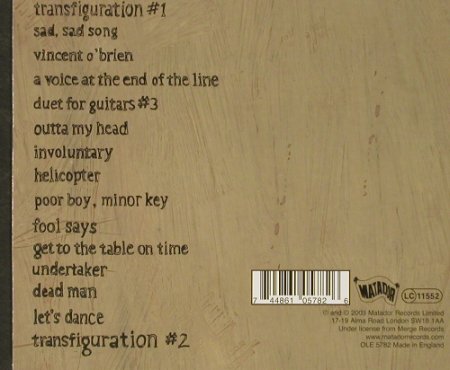 transfiguration #1
sad, sad song
vincent o'brien
a voice at the end of the line
duet for guitars #3
outta my head
involuntary
helicopter
poor boy, minor key
fool says
get to the table on time
undertaker
dead man
let's dance
transfiguration #2
7 44861 05782 6
MATADOR
LC 11552
℗ and © 2003 Matador Records Limited
17-19 Alma Road London SW18 1AA
Under license from Merge Records
www.matadorrecords.com
OLE 5782 Made in England